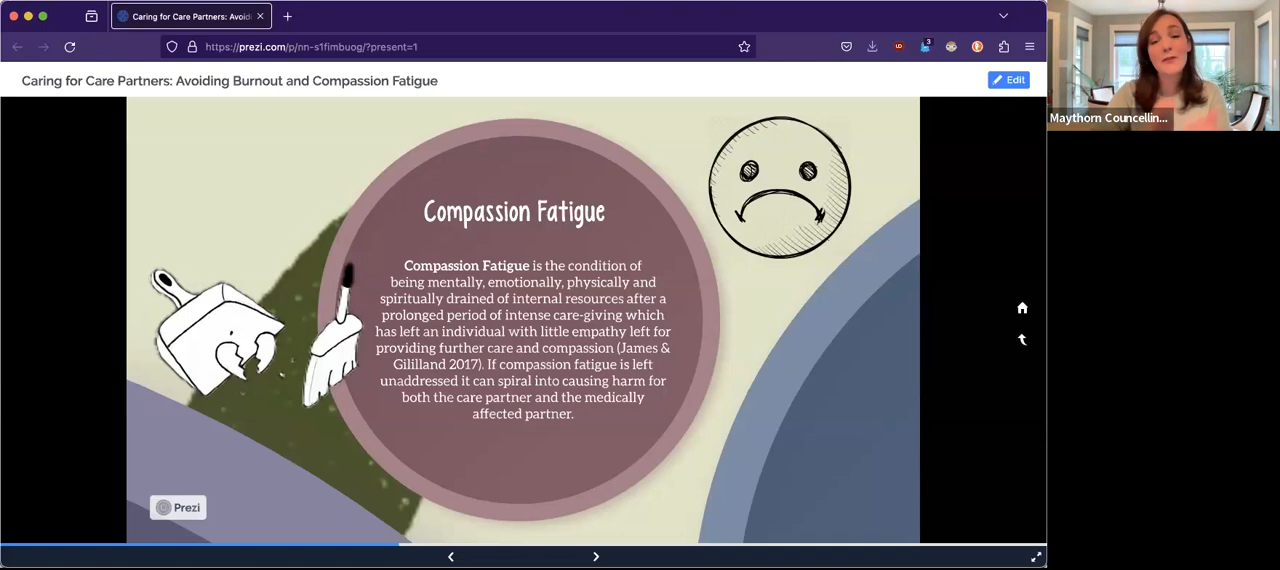 Caring for Care Partners: Avoidi
https://prezi.com/p/nn-s1fimbuog/?present=1
3
Caring for Care Partners: Avoiding Burnout and Compassion Fatigue
Edit
Maythorn Councellin...
Compassion Fatigue
Compassion Fatigue is the condition of
being mentally, emotionally, physically and
spiritually drained of internal resources after a
prolonged period of intense care-giving which
has left an individual with little empathy left for
providing further care and compassion (James &
Gililland 2017). If compassion fatigue is left
unaddressed it can spiral into causing harm for
both the care partner and the medically
affected partner.
Prezi